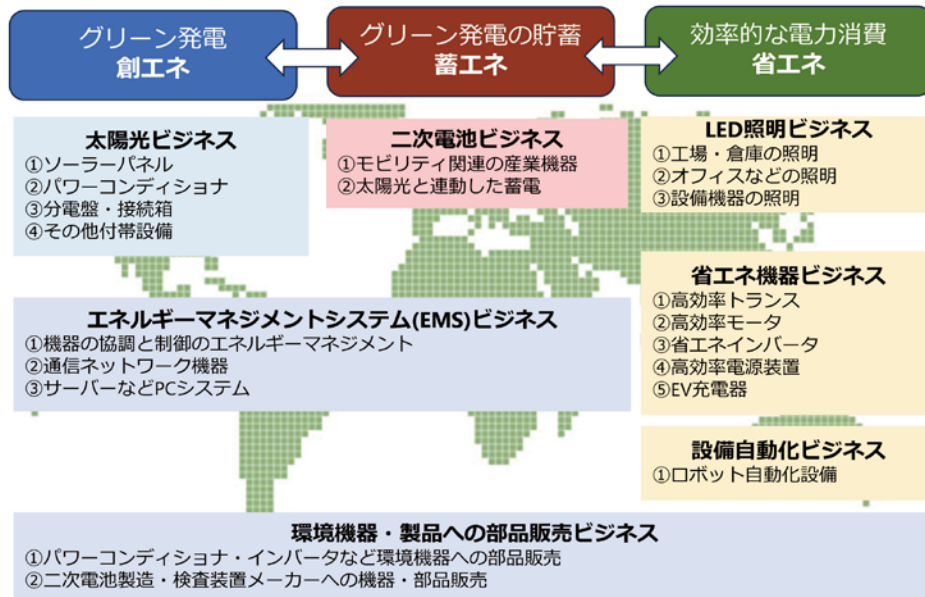 グリーン発電
創エネ
グリーン発電の貯蓄
蓄エネ
効率的な電力消費
省エネ
太陽光ビジネス
①ソーラーパネル
②パワーコンディショナ
③分電盤・接続箱
④その他付帯設備
二次電池ビジネス
①モビリティ関連の産業機器
②太陽光と連動した蓄電
LED照明ビジネス
①工場・倉庫の照明
②オフィスなどの照明
③設備機器の照明
エネルギーマネジメントシステム(EMS)ビジネス
①機器の協調と制御のエネルギーマネジメント
②通信ネットワーク機器
③サーバーなどPCシステム
省エネ機器ビジネス
①高効率トランス
②高効率モータ
③省エネインバータ
④高効率電源装置
⑤EV充電器
設備自動化ビジネス
①ロボット自動化設備
環境機器・製品への部品販売ビジネス
①パワーコンディショナ・インバータなど環境機器への部品販売
②二次電池製造・検査装置メーカーへの機器・部品販売